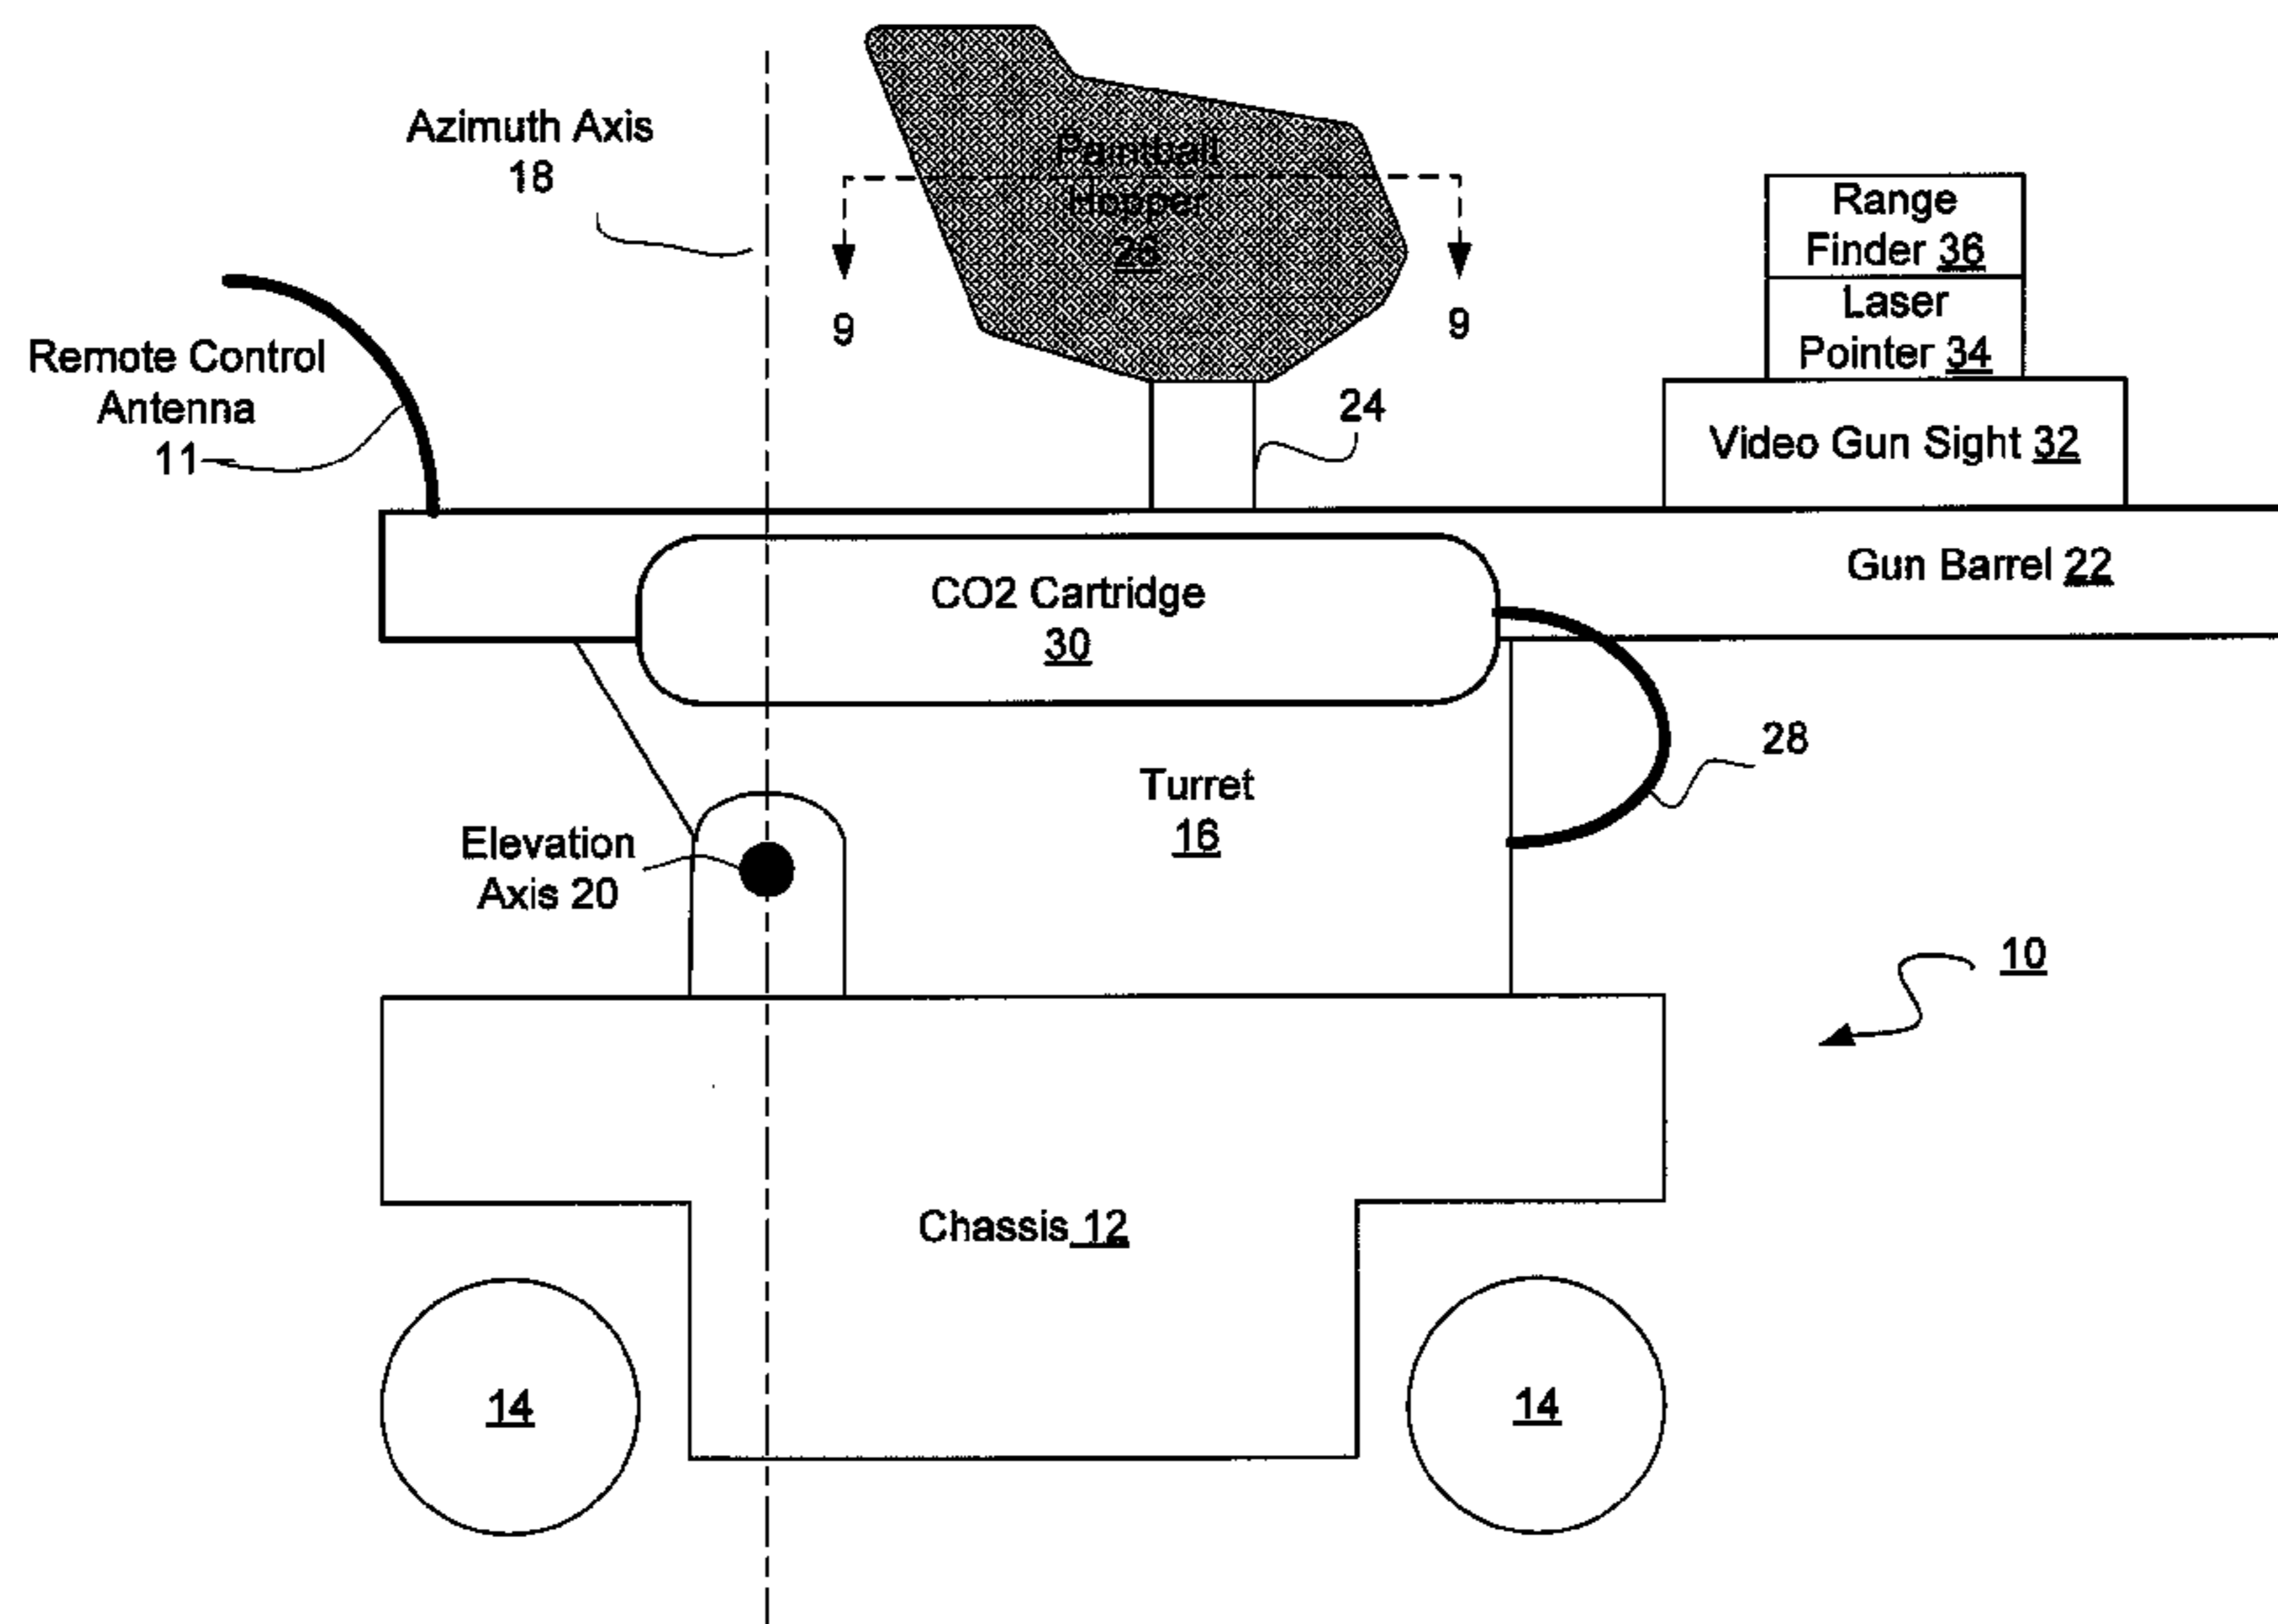 Azimuth Axis
18
Paintball
Hopper
26
9
9
Range
Finder 36
Laser
Pointer 34
Remote Control
Antenna
11
24
Video Gun Sight 32
Gun Barrel 22
CO2 Cartridge
30
28
Turret
16
Elevation
Axis 20
10
Chassis 12
14
14